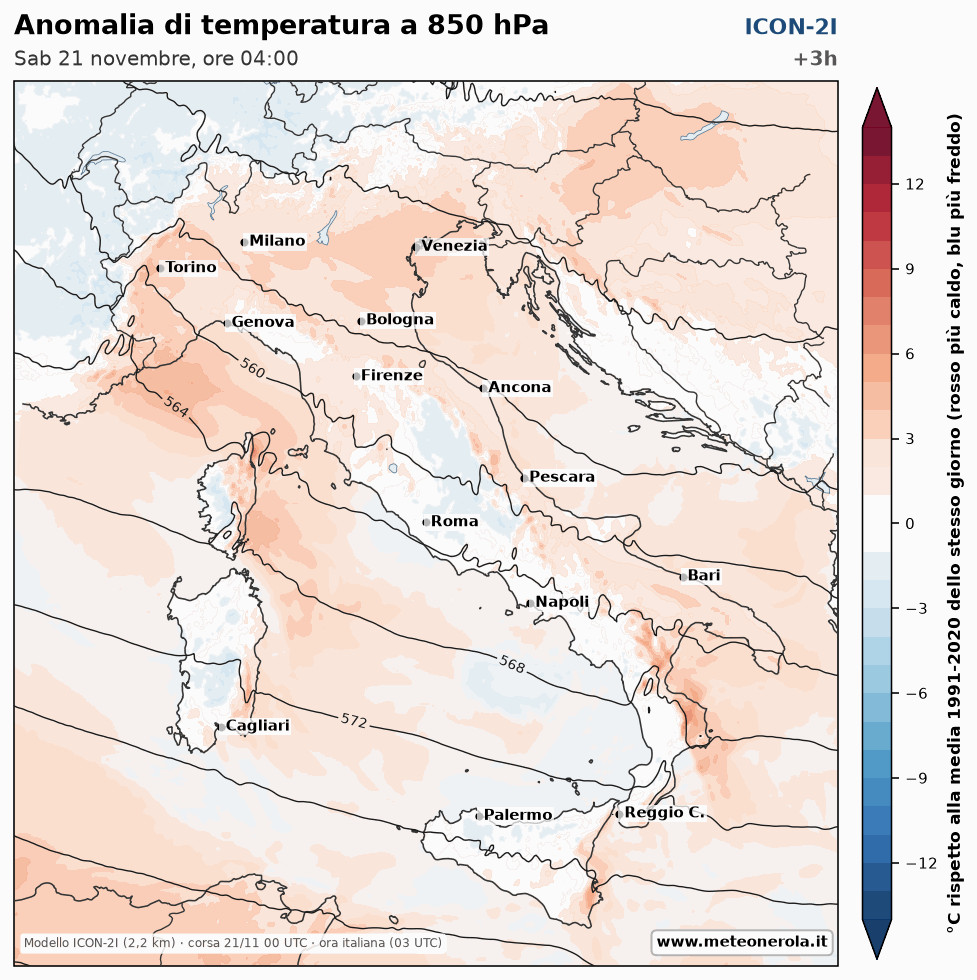 Anomalia di temperatura a 850 hPa
ICON-2I
Sab 21 novembre, ore 04:00
+3h
Milano
Venezia
Torino
Genova
Bologna
560
Firenze
Ancona
564
Pescara
Roma
Bari
Napoli
568
572
Cagliari
Palermo
Reggio C.
12
9
6
3
0
−3
−6
−9
−12
°C rispetto alla media 1991-2020 dello stesso giorno (rosso più caldo, blu più freddo)
Modello ICON-2I (2,2 km) · corsa 21/11 00 UTC · ora italiana (03 UTC)
www.meteonerola.it